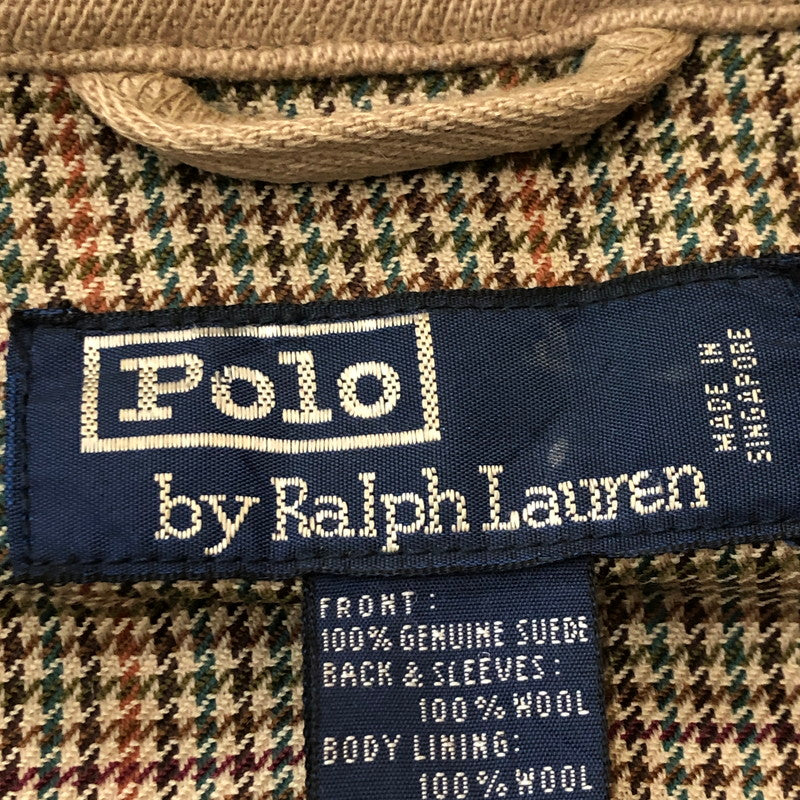 Polo
by Ralph Lauren
MADE IN
SINGAPORE
FRONT:
100% GENUINE SUEDE
BACK & SLEEVES:
100% WOOL
BODY LINING:
100% WOOL